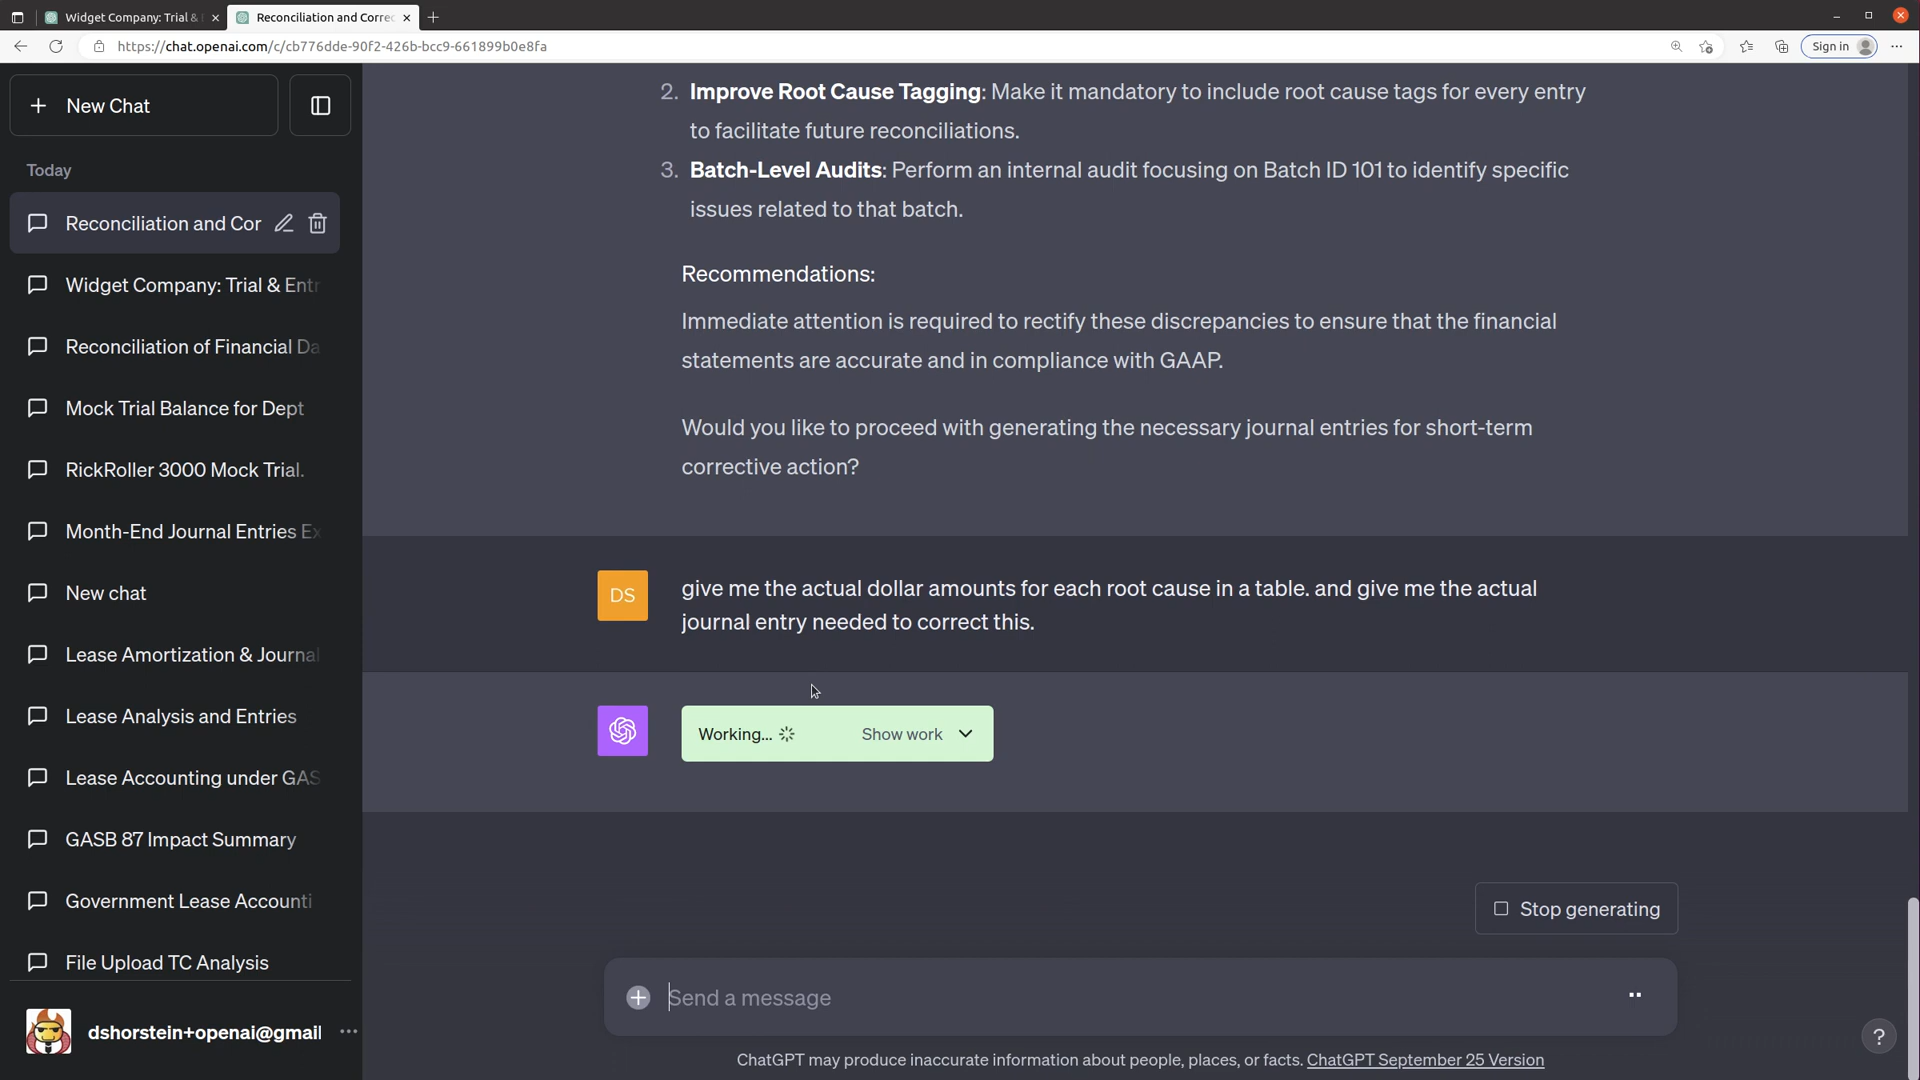 Widget Company: Trial &
Reconciliation and Correc
https://chat.openai.com/c/cb776dde-90f2-426b-bcc9-661899b0e8fa
Sign in
New Chat
Today
Reconciliation and Cor
Widget Company: Trial & Entr
Reconciliation of Financial Da
Mock Trial Balance for Dept
RickRoller 3000 Mock Trial.
Month-End Journal Entries Ex
New chat
Lease Amortization & Journal
Lease Analysis and Entries
Lease Accounting under GAS
GASB 87 Impact Summary
Government Lease Accounti
File Upload TC Analysis
dshorstein+openai@gmail
2. Improve Root Cause Tagging: Make it mandatory to include root cause tags for every entry
to facilitate future reconciliations.
3. Batch-Level Audits: Perform an internal audit focusing on Batch ID 101 to identify specific
issues related to that batch.
Recommendations:
Immediate attention is required to rectify these discrepancies to ensure that the financial
statements are accurate and in compliance with GAAP.
Would you like to proceed with generating the necessary journal entries for short-term
corrective action?
DS
give me the actual dollar amounts for each root cause in a table. and give me the actual
journal entry needed to correct this.
Working... Show work
Stop generating
Send a message
?
ChatGPT may produce inaccurate information about people, places, or facts. ChatGPT September 25 Version